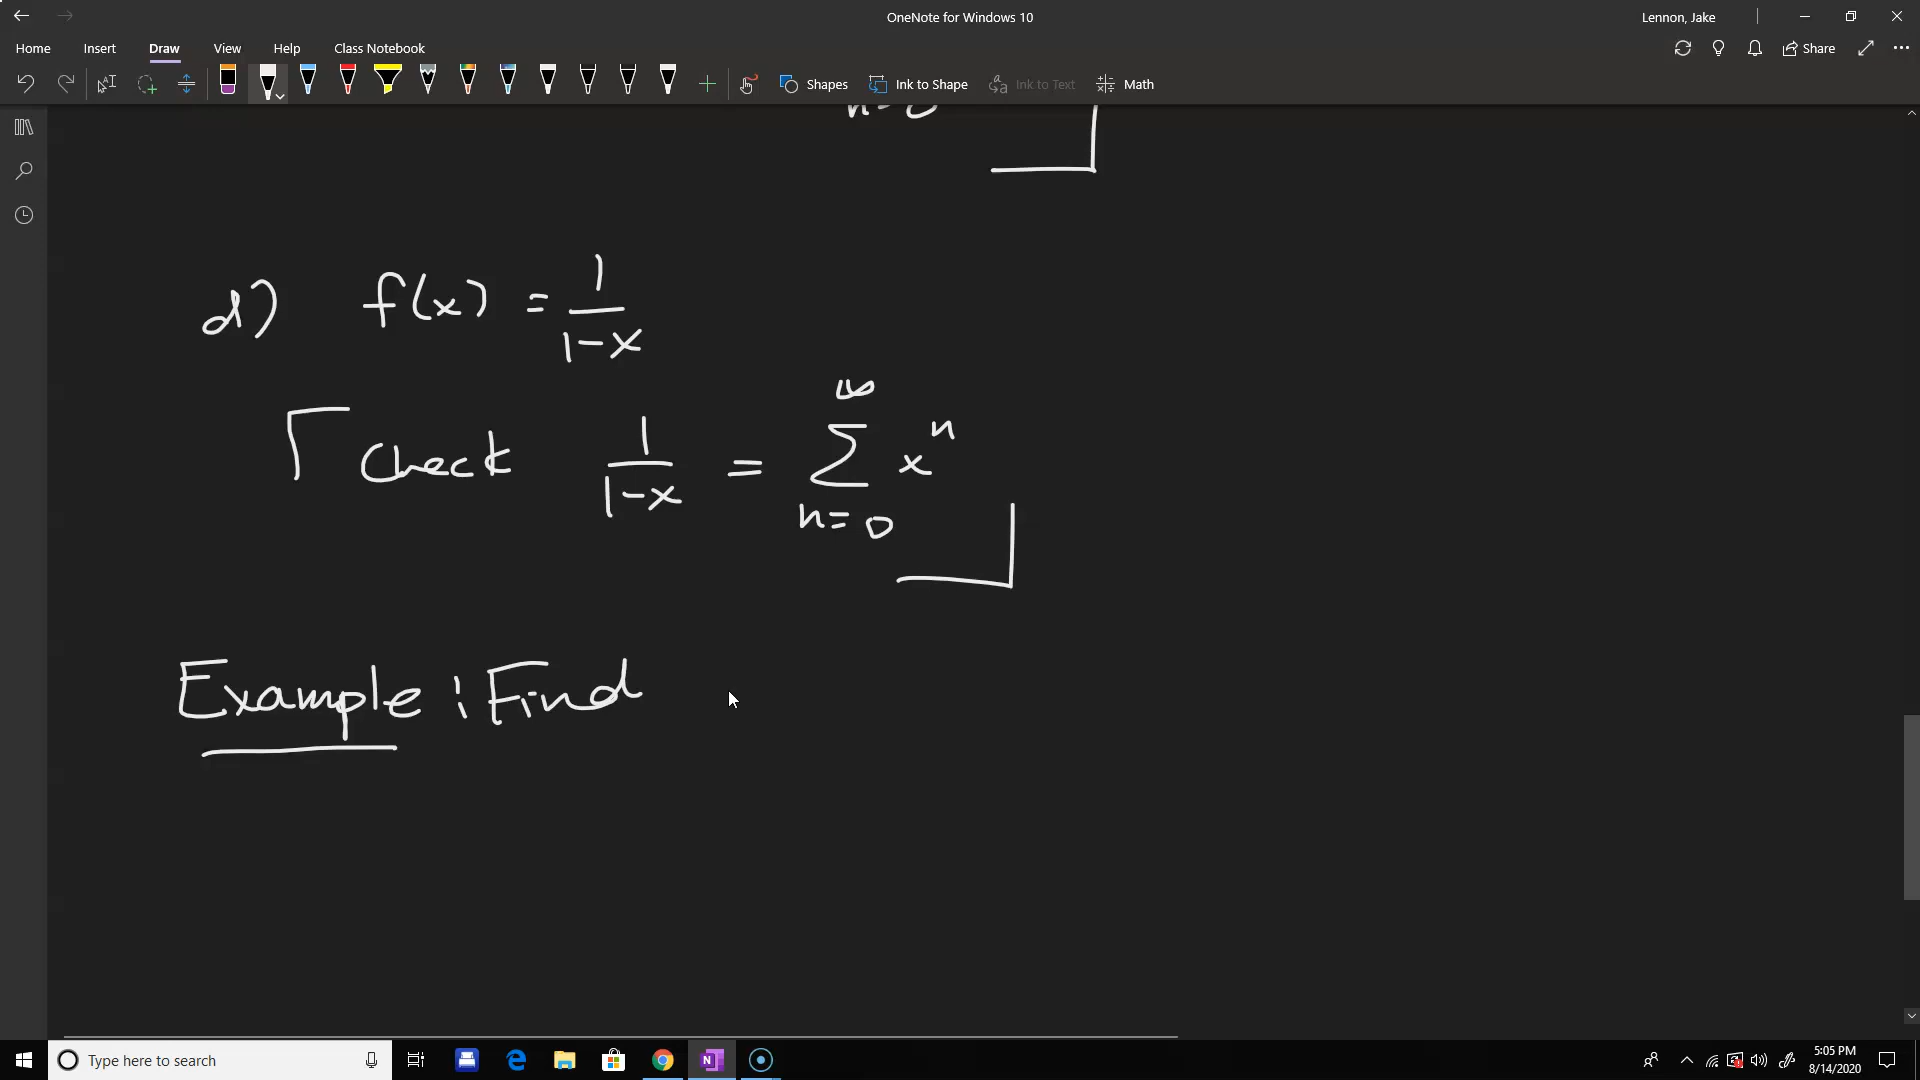 OneNote for Windows 10
Lennon, Jake
Home Insert Draw View Help Class Notebook
Share
Shapes Ink to Shape Ink to Text Math
n=0
d) f(x) = 1/(1-x)
Check 1/(1-x) = ∞∑n=0 xⁿ
Example : Find
Type here to search
5:05 PM
8/14/2020